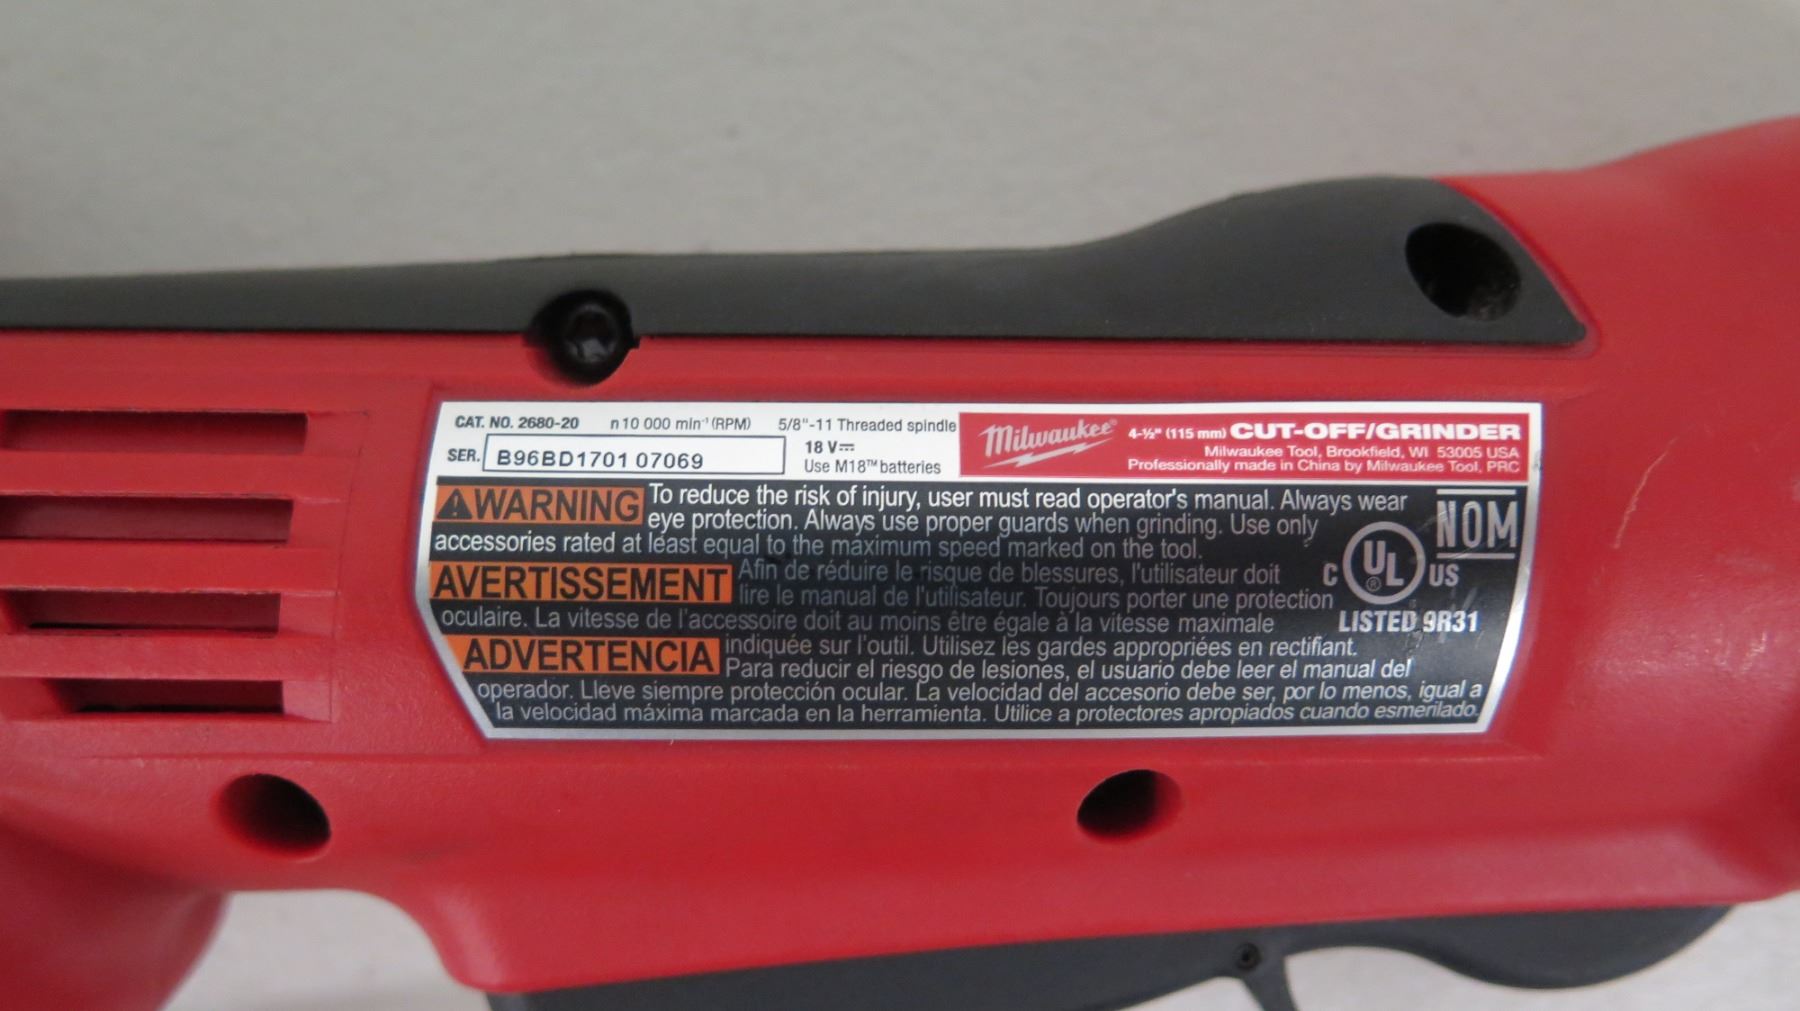 CAT. NO. 2680-20 n 10 000 min⁻¹ (RPM) 5/8"-11 Threaded spindle
SER. B96BD1701 07069
18 V⎓
Use M18™ batteries
Milwaukee
4-½" (115 mm) CUT-OFF/GRINDER
Milwaukee Tool, Brookfield, WI 53005 USA
Professionally made in China by Milwaukee Tool, PRC
WARNING To reduce the risk of injury, user must read operator's manual. Always wear
eye protection. Always use proper guards when grinding. Use only
accessories rated at least equal to the maximum speed marked on the tool.
AVERTISSEMENT Afin de réduire le risque de blessures, l'utilisateur doit
lire le manual de l'utilisateur. Toujours porter une protection
oculaire. La vitesse de l'accessoire doit au moins être égale à la vitesse maximale
indiquée sur l'outil. Utilisez les gardes appropriées en rectifiant.
ADVERTENCIA Para reducir el riesgo de lesiones, el usuario debe leer el manual del
operador. Lleve siempre protección ocular. La velocidad del accesorio debe ser, por lo menos, igual a
la velocidad máxima marcada en la herramienta. Utilice a protectores apropiados cuando esmerilado.
NOM
C UL ® US
LISTED 9R31